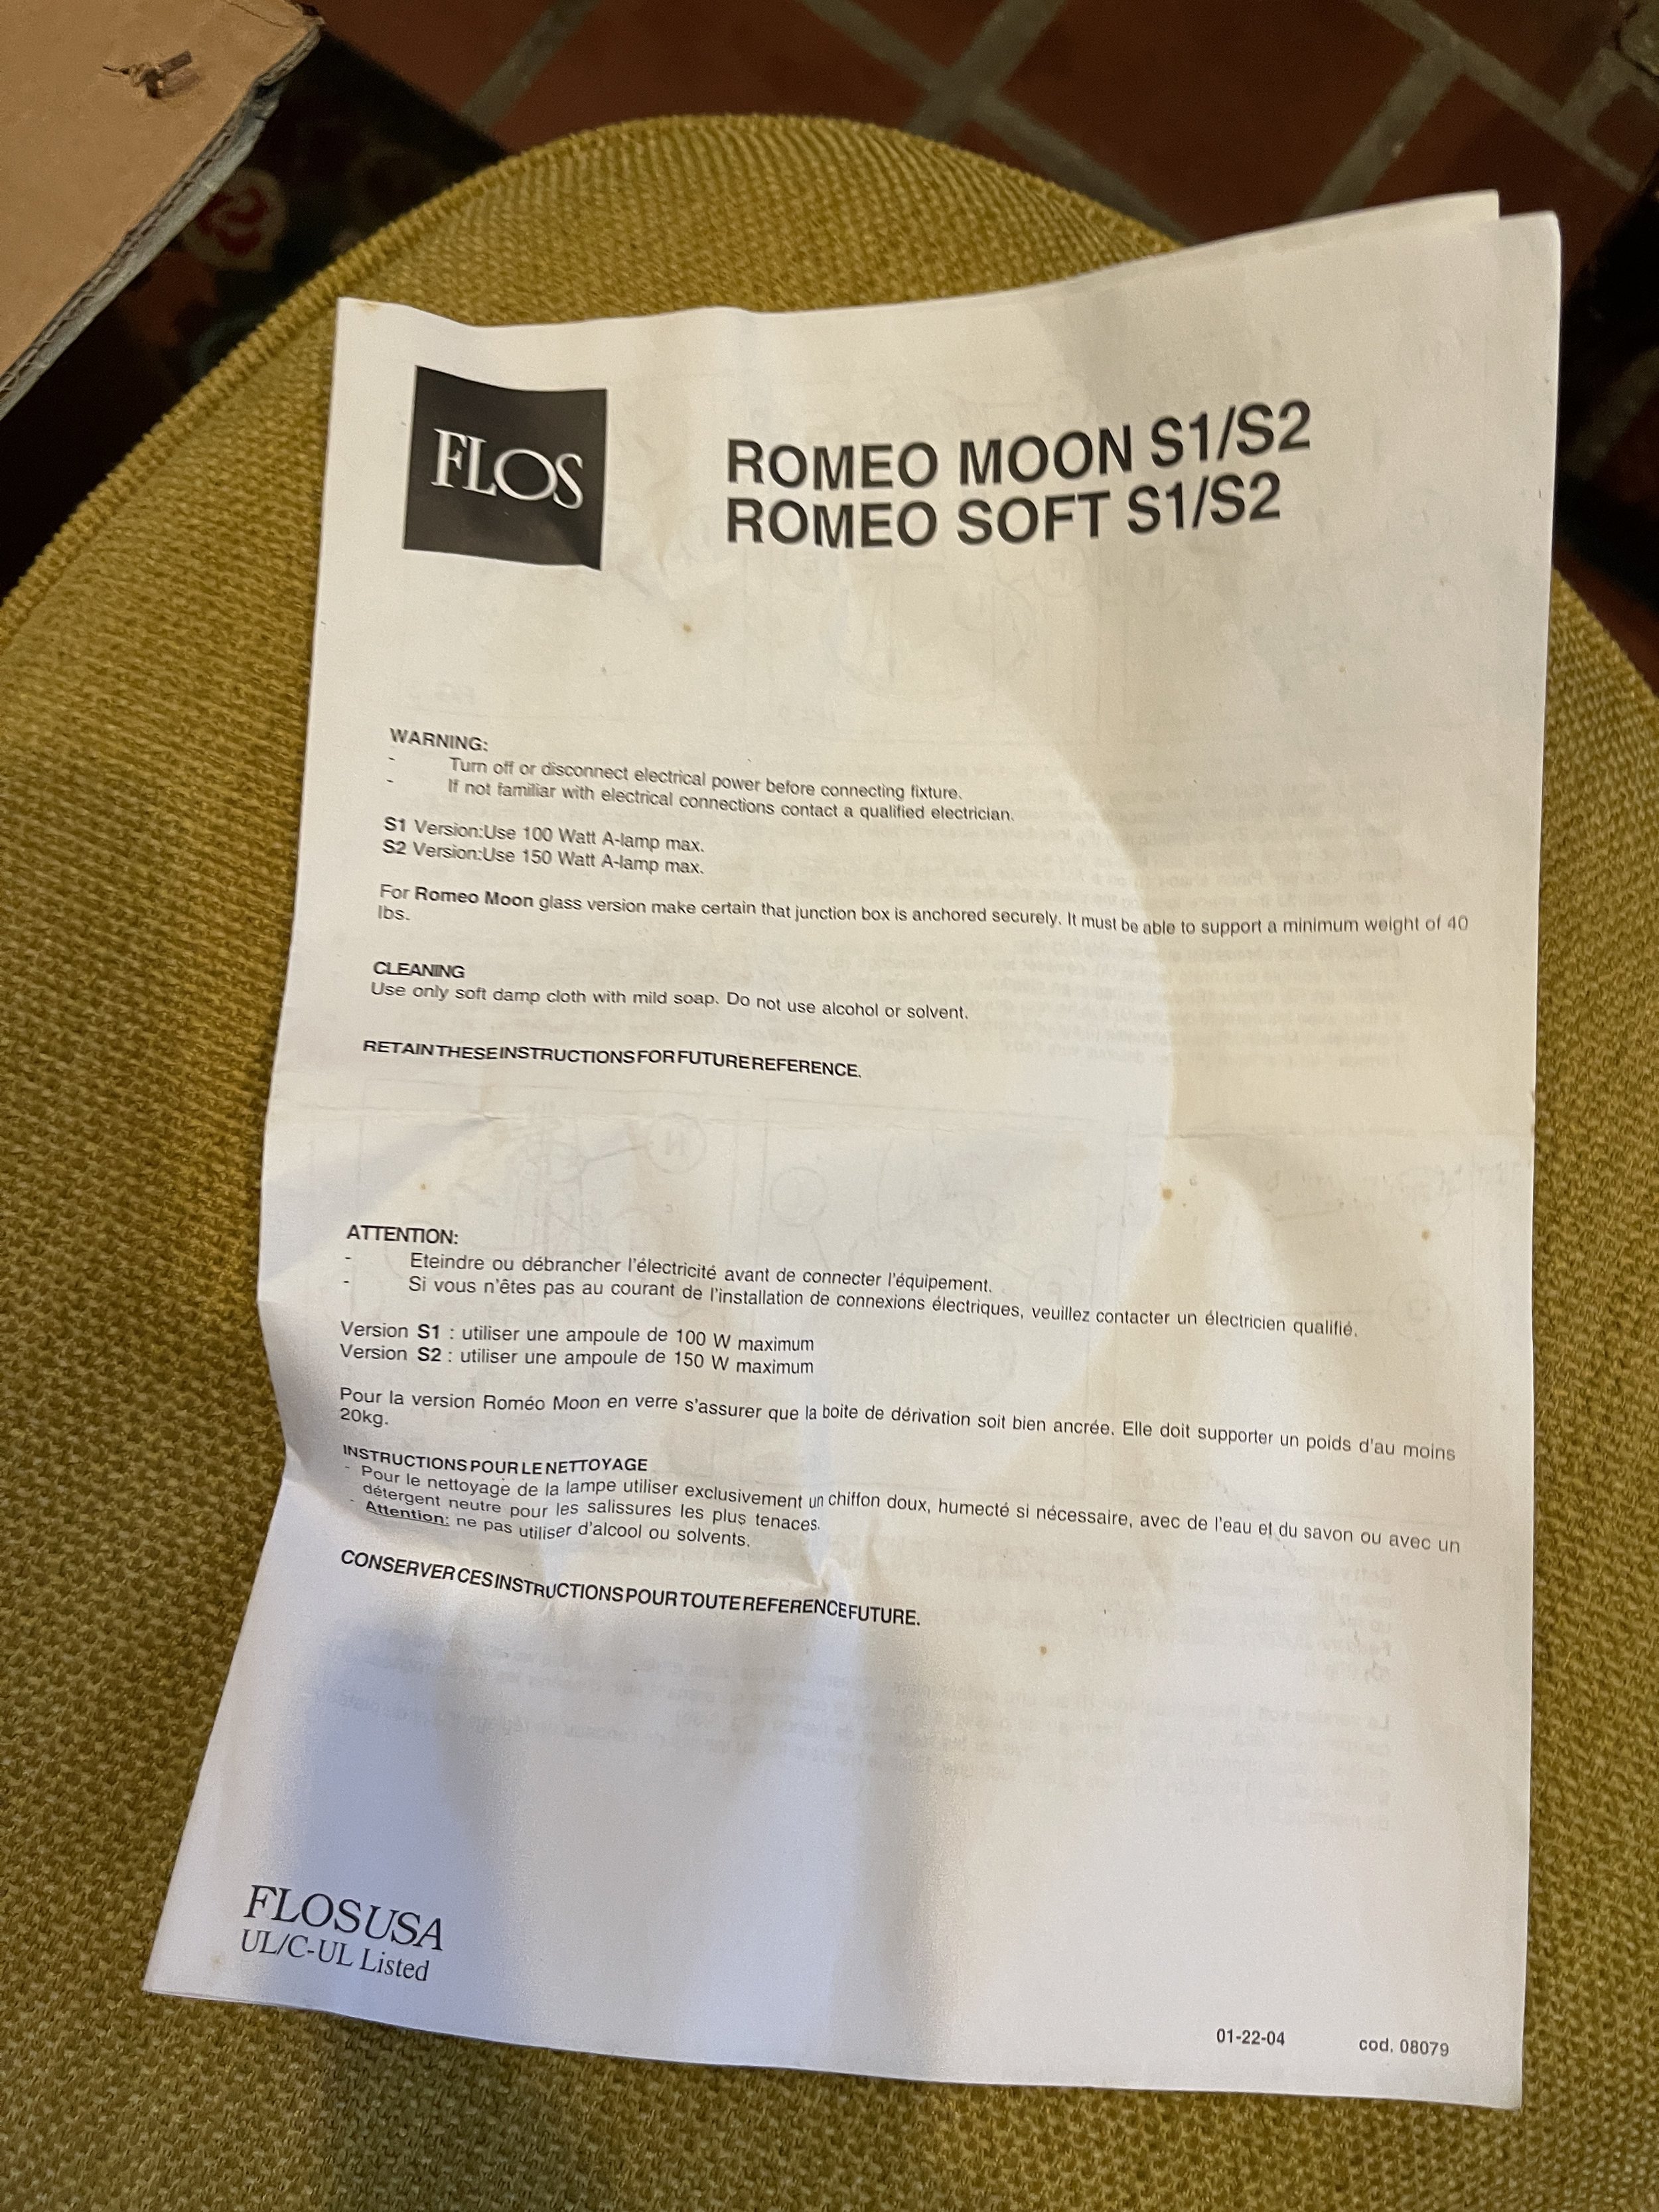 FLOS
ROMEO MOON S1/S2
ROMEO SOFT S1/S2
WARNING:
- Turn off or disconnect electrical power before connecting fixture.
- If not familiar with electrical connections contact a qualified electrician.
S1 Version:Use 100 Watt A-lamp max.
S2 Version:Use 150 Watt A-lamp max.
For Romeo Moon glass version make certain that junction box is anchored securely. It must be able to support a minimum weight of 40
lbs.
CLEANING
Use only soft damp cloth with mild soap. Do not use alcohol or solvent.
RETAIN THESE INSTRUCTIONS FOR FUTURE REFERENCE.
ATTENTION:
- Eteindre ou débrancher l'électricité avant de connecter l'équipement.
- Si vous n'êtes pas au courant de l'installation de connexions électriques, veuillez contacter un électricien qualifié.
Version S1 : utiliser une ampoule de 100 W maximum
Version S2 : utiliser une ampoule de 150 W maximum
Pour la version Roméo Moon en verre s'assurer que la boite de dérivation soit bien ancrée. Elle doit supporter un poids d'au moins
20kg.
INSTRUCTIONS POUR LE NETTOYAGE
- Pour le nettoyage de la lampe utiliser exclusivement un chiffon doux, humecté si nécessaire, avec de l'eau et du savon ou avec un
détergent neutre pour les salissures les plus tenaces.
- Attention: ne pas utiliser d'alcool ou solvents.
CONSERVER CES INSTRUCTIONS POUR TOUTE REFERENCE FUTURE.
FLOS USA
UL/C-UL Listed
01-22-04 cod. 08079